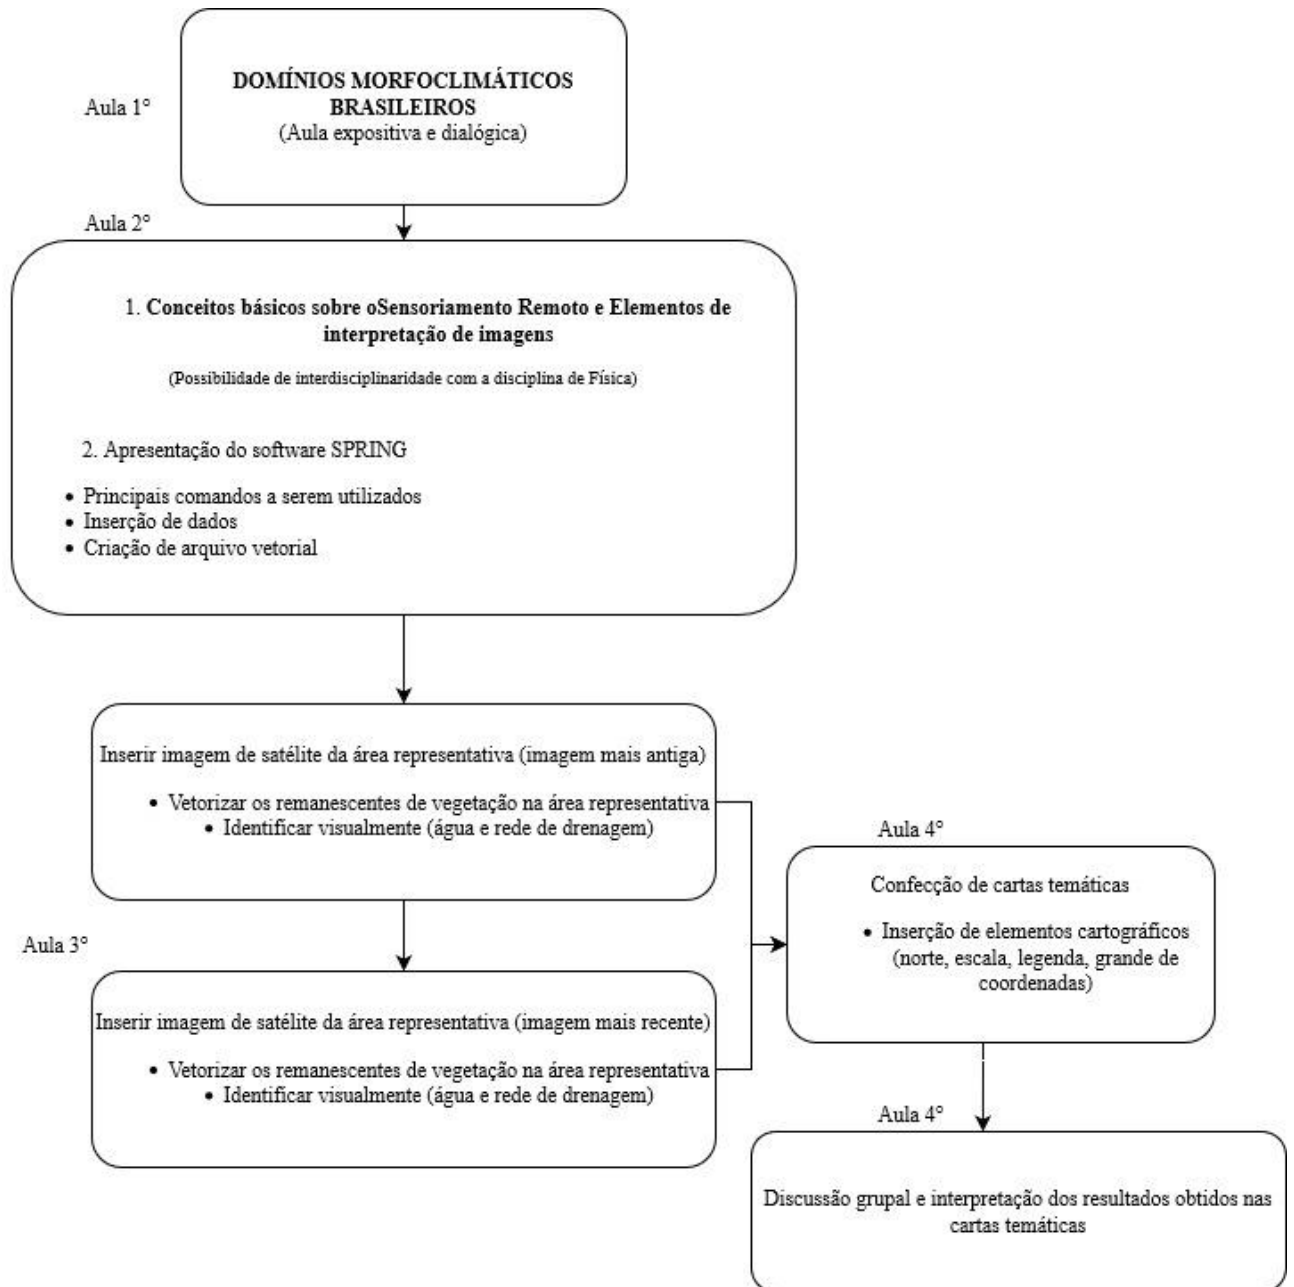 Aula 1°
DOMÍNIOS MORFOCLIMÁTICOS
BRASILEIROS
(Aula expositiva e dialógica)
Aula 2°
1. Conceitos básicos sobre oSensoriamento Remoto e Elementos de
interpretação de imagens
(Possibilidade de interdisciplinaridade com a disciplina de Física)
2. Apresentação do software SPRING
• Principais comandos a serem utilizados
• Inserção de dados
• Criação de arquivo vetorial
Aula 3°
Inserir imagem de satélite da área representativa (imagem mais antiga)
• Vetorizar os remanescentes de vegetação na área representativa
• Identificar visualmente (água e rede de drenagem)
Inserir imagem de satélite da área representativa (imagem mais recente)
• Vetorizar os remanescentes de vegetação na área representativa
• Identificar visualmente (água e rede de drenagem)
Aula 4°
Confecção de cartas temáticas
• Inserção de elementos cartográficos
(norte, escala, legenda, grande de
coordenadas)
Aula 4°
Discussão grupal e interpretação dos resultados obtidos nas
cartas temáticas